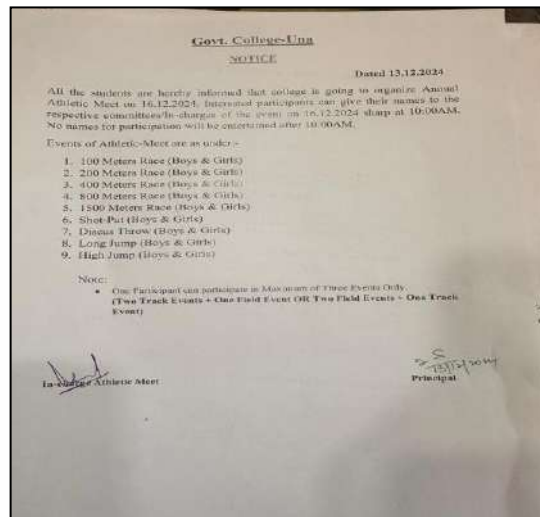 Govt. College-Una
NOTICE
Dated 13.12.2024
All the students are hereby informed that college is going to organize Annual
Athletic Meet on 16.12.2024. Interested participants can give their names to the
respective committees/In-charges of the event on 16.12.2024 sharp at 10:00AM.
No names for participation will be entertained after 10:00AM.
Events of Athletic-Meet are as under:-
1. 100 Meters Race (Boys & Girls)
2. 200 Meters Race (Boys & Girls)
3. 400 Meters Race (Boys & Girls)
4. 800 Meters Race (Boys & Girls)
5. 1500 Meters Race (Boys & Girls)
6. Shot-Put (Boys & Girls)
7. Discus Throw (Boys & Girls)
8. Long Jump (Boys & Girls)
9. High Jump (Boys & Girls)
Note:
• One Participant can participate in Maximum of Three Events Only.
(Two Track Events + One Field Event OR Two Field Events + One Track
Event)
13/12/2024
In-charge Athletic Meet
Principal